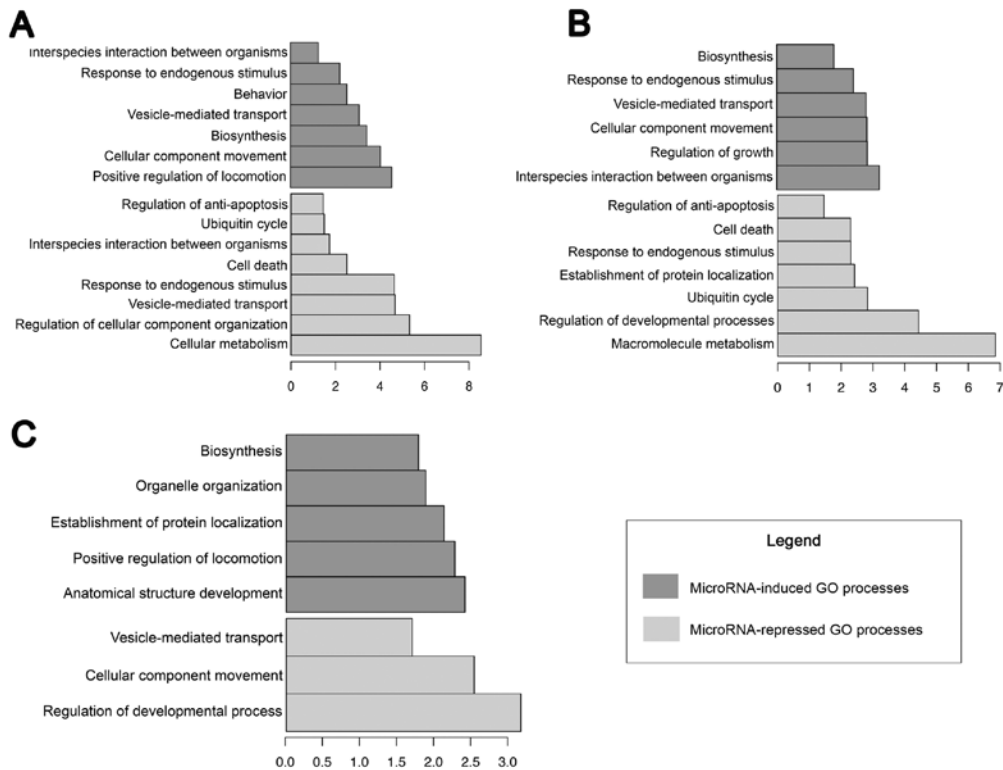 A
Interspecies interaction between organisms
Response to endogenous stimulus
Behavior
Vesicle-mediated transport
Biosynthesis
Cellular component movement
Positive regulation of locomotion
Regulation of anti-apoptosis
Ubiquitin cycle
Interspecies interaction between organisms
Cell death
Response to endogenous stimulus
Vesicle-mediated transport
Regulation of cellular component organization
Cellular metabolism
0 2 4 6 8
B
Biosynthesis
Response to endogenous stimulus
Vesicle-mediated transport
Cellular component movement
Regulation of growth
Interspecies interaction between organisms
Regulation of anti-apoptosis
Cell death
Response to endogenous stimulus
Establishment of protein localization
Ubiquitin cycle
Regulation of developmental processes
Macromolecule metabolism
0 1 2 3 4 5 6 7
C
Biosynthesis
Organelle organization
Establishment of protein localization
Positive regulation of locomotion
Anatomical structure development
Vesicle-mediated transport
Cellular component movement
Regulation of developmental process
0.0 0.5 1.0 1.5 2.0 2.5 3.0
Legend
MicroRNA-induced GO processes
MicroRNA-repressed GO processes